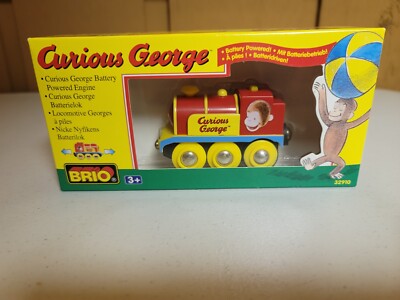 Curious George
• Battery Powered! • Mit Batteriebetrieb!
• À piles ! • Batteridriven!
• Curious George Battery
Powered Engine
• Curious George
Batterielok
• Locomotive Georges
à piles
• Nicke Nyfikens
Batteritok
Curious
George
BRIO®
3+
32910